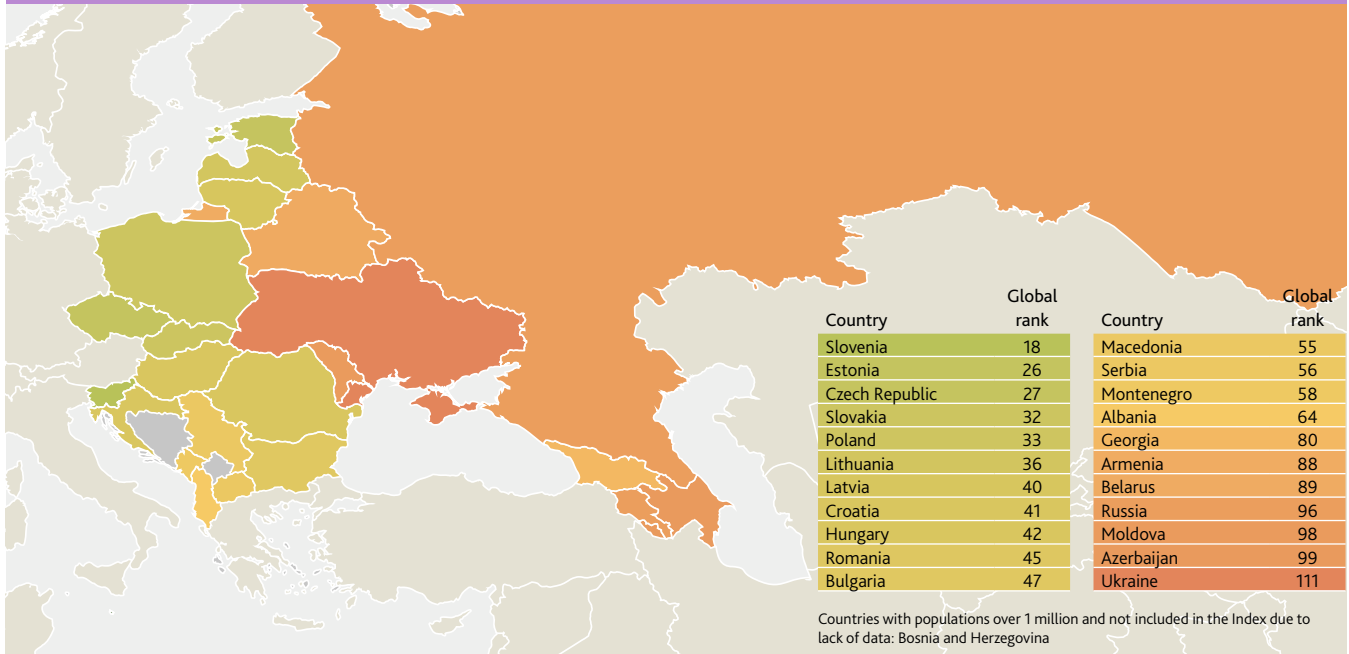 Global
Country rank
Slovenia 18
Estonia 26
Czech Republic 27
Slovakia 32
Poland 33
Lithuania 36
Latvia 40
Croatia 41
Hungary 42
Romania 45
Bulgaria 47
Global
Country rank
Macedonia 55
Serbia 56
Montenegro 58
Albania 64
Georgia 80
Armenia 88
Belarus 89
Russia 96
Moldova 98
Azerbaijan 99
Ukraine 111
Countries with populations over 1 million and not included in the Index due to
lack of data: Bosnia and Herzegovina